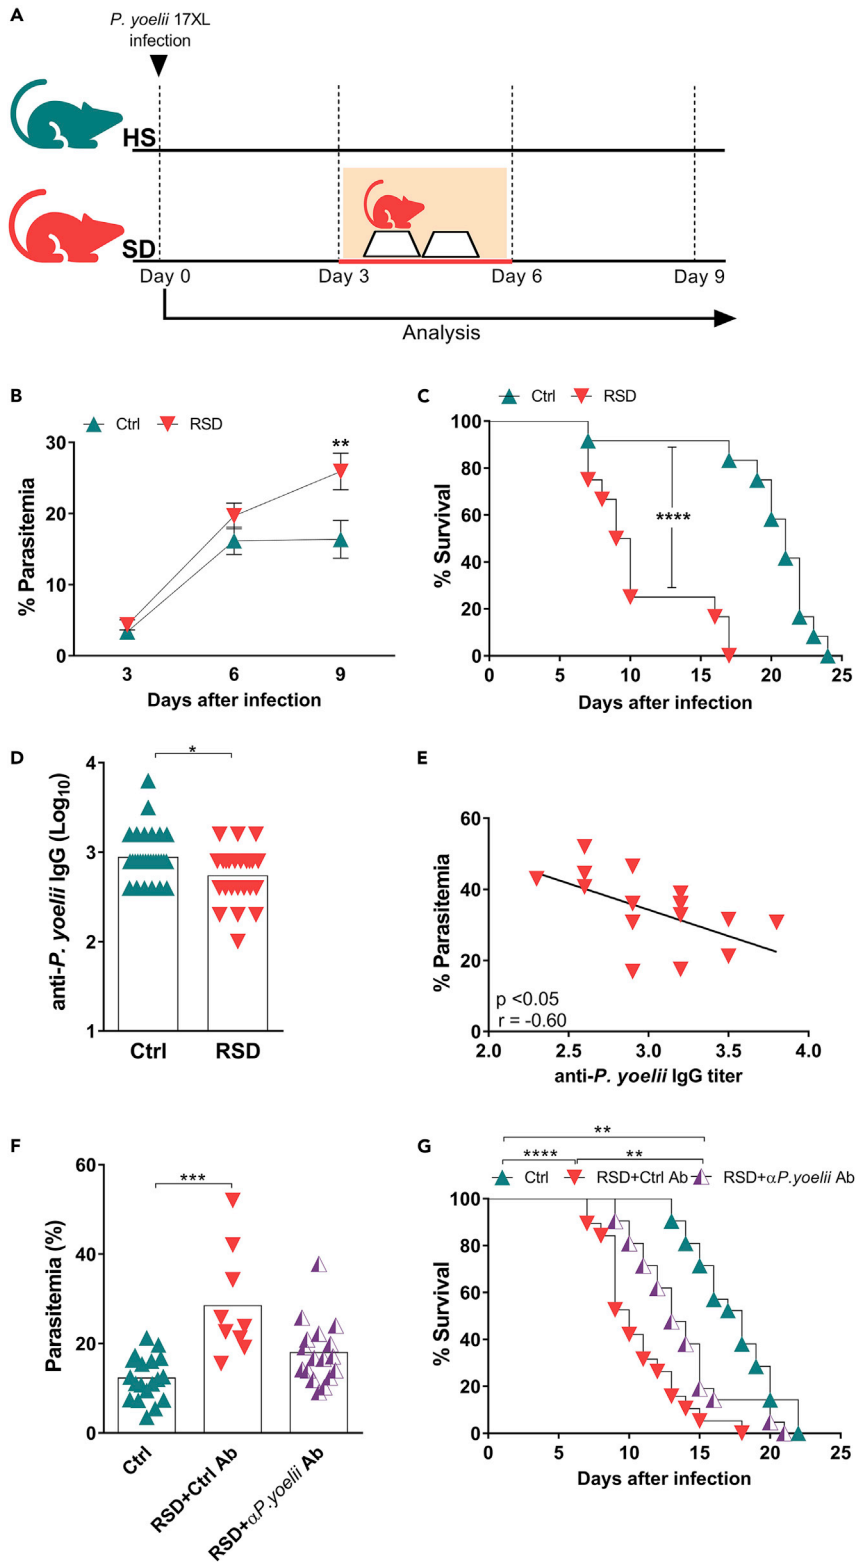 A
P. yoelii 17XL
infection
HS
SD
Day 0 Day 3 Day 6 Day 9
Analysis
B
Ctrl RSD
**
30
20
10
0
% Parasitemia
3 6 9
Days after infection
C
Ctrl RSD
100
80
60
40
20
0
% Survival
****
0 5 10 15 20 25
Days after infection
D
*
4
3
2
1
anti-P. yoelii IgG (Log10)
Ctrl RSD
E
60
40
20
0
% Parasitemia
p <0.05
r = -0.60
2.0 2.5 3.0 3.5 4.0
anti-P. yoelii IgG titer
F
***
60
40
20
0
Parasitemia (%)
Ctrl
RSD+Ctrl Ab
RSD+αP.yoelii Ab
G
**
**** **
Ctrl RSD+Ctrl Ab RSD+αP.yoelii Ab
100
80
60
40
20
0
% Survival
0 5 10 15 20 25
Days after infection